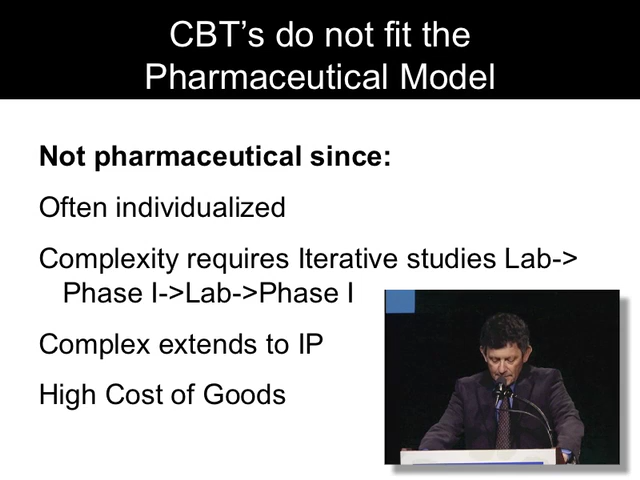 CBT’s do not fit the
Pharmaceutical Model
Not pharmaceutical since:
Often individualized
Complexity requires Iterative studies Lab->
Phase I->Lab->Phase I
Complex extends to IP
High Cost of Goods